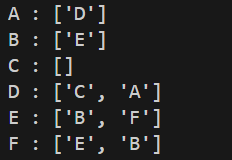 A : ['D']
B : ['E']
C : []
D : ['C', 'A']
E : ['B', 'F']
F : ['E', 'B']